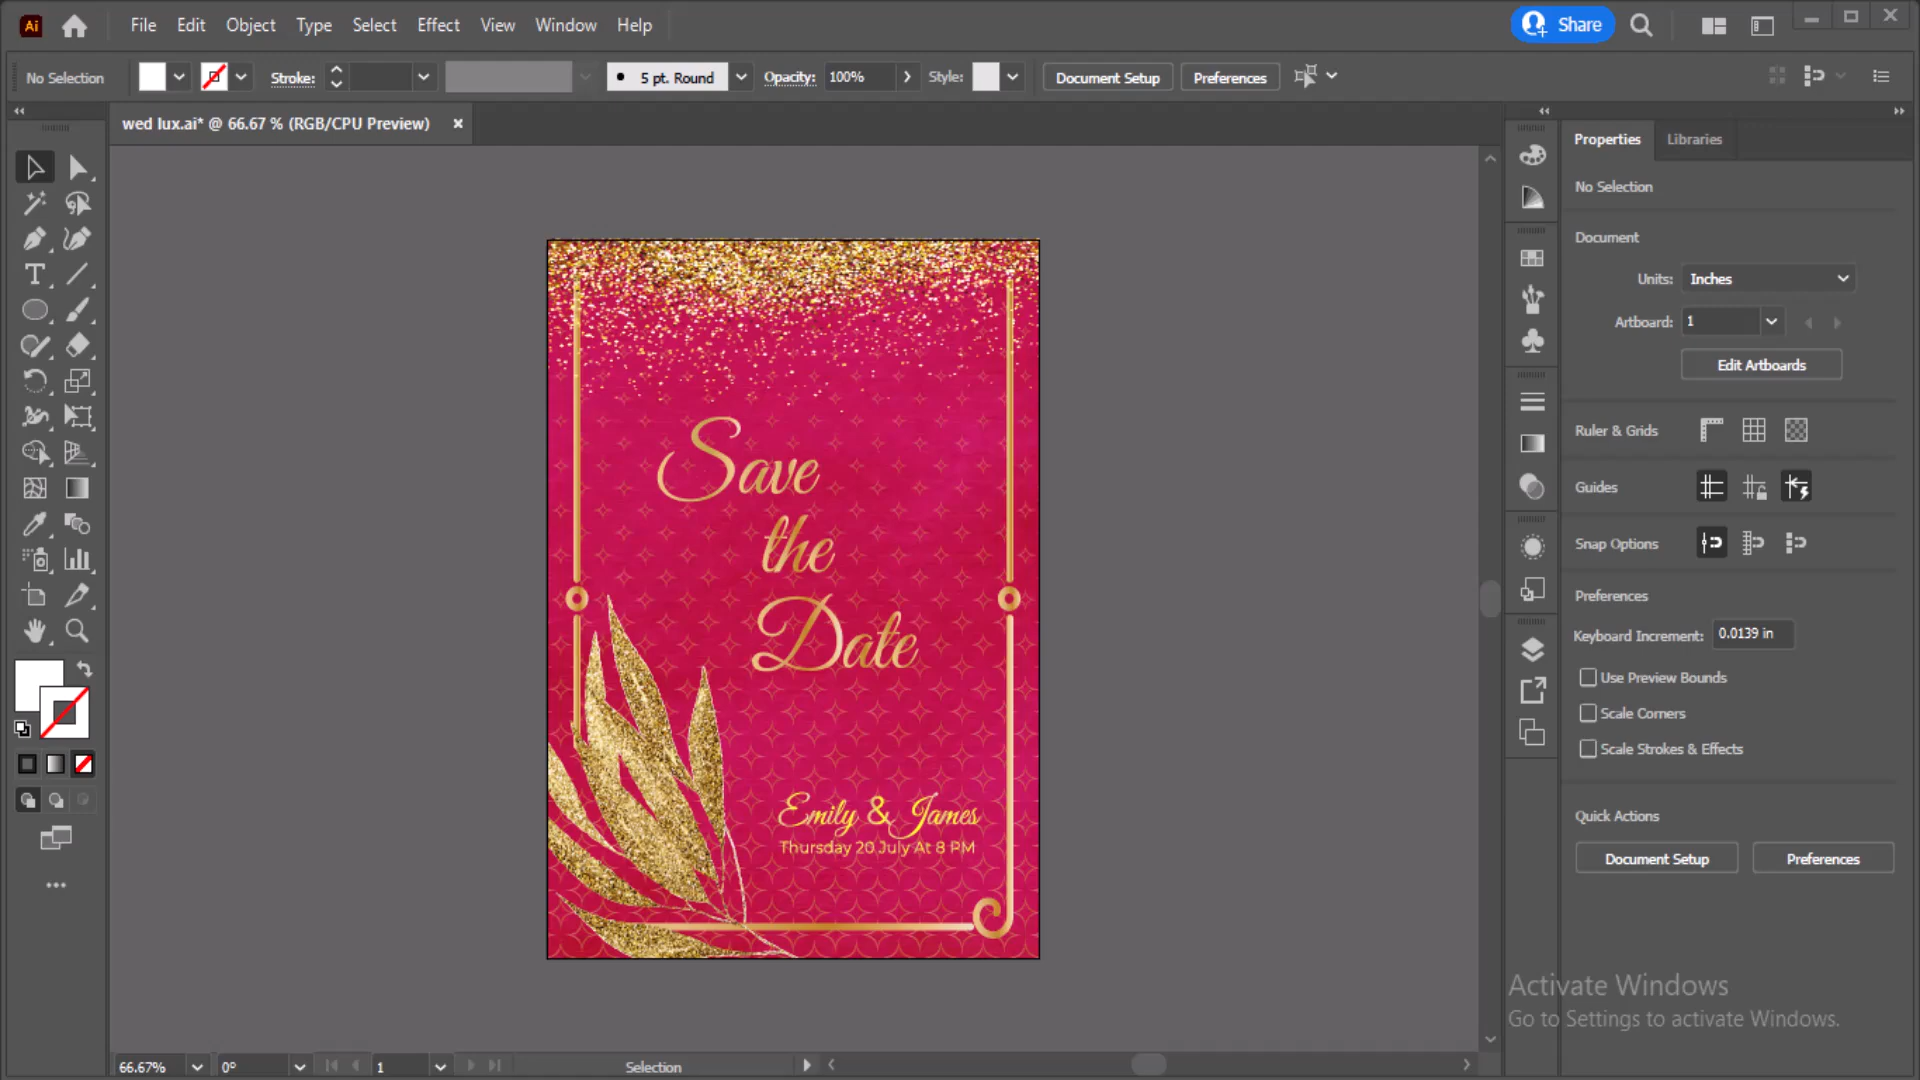 Ai File Edit Object Type Select Effect View Window Help Share
No Selection Stroke: 5 pt. Round Opacity: 100% Style: Document Setup Preferences
wed lux.ai* @ 66.67 % (RGB/CPU Preview)
Properties Libraries
No Selection
Document
Units: Inches
Artboard: 1
Edit Artboards
Ruler & Grids
Guides
Snap Options
Preferences
Keyboard Increment: 0.0139 in
Use Preview Bounds
Scale Corners
Scale Strokes & Effects
Quick Actions
Document Setup Preferences
Save
the
Date
Emily & James
Thursday 20 July At 8 PM
Activate Windows
Go to Settings to activate Windows.
66.67% 0° 1 Selection